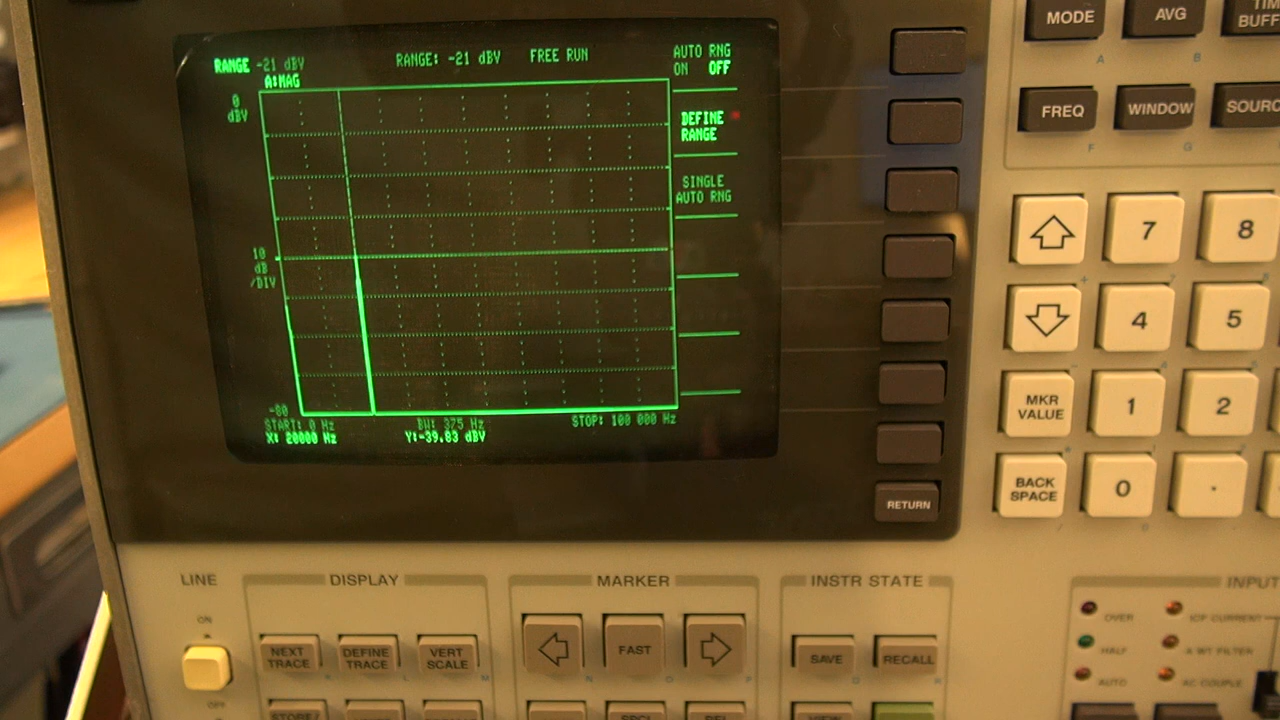 RANGE -21 dBV
RANGE: -21 dBV
FREE RUN
A:MAG
0
dBV
10
dB
/DIV
-80
START: 0 Hz
BW: 375 Hz
STOP: 100 000 Hz
X: 20000 Hz
Y:-39.83 dBV
AUTO RNG
ON OFF
DEFINE
RANGE
SINGLE
AUTO RNG
RETURN
MODE
AVG
BUFF
FREQ
WINDOW
SOURC
A
B
F
G
7
8
4
5
MKR
VALUE
1
2
BACK
SPACE
0
.
LINE
ON
OFF
DISPLAY
NEXT
TRACE
DEFINE
TRACE
VERT
SCALE
MARKER
FAST
INSTR STATE
SAVE
RECALL
INPUT
OVER
HALF
AUTO
ICP CURRENT
A WT FILTER
AC COUPLE